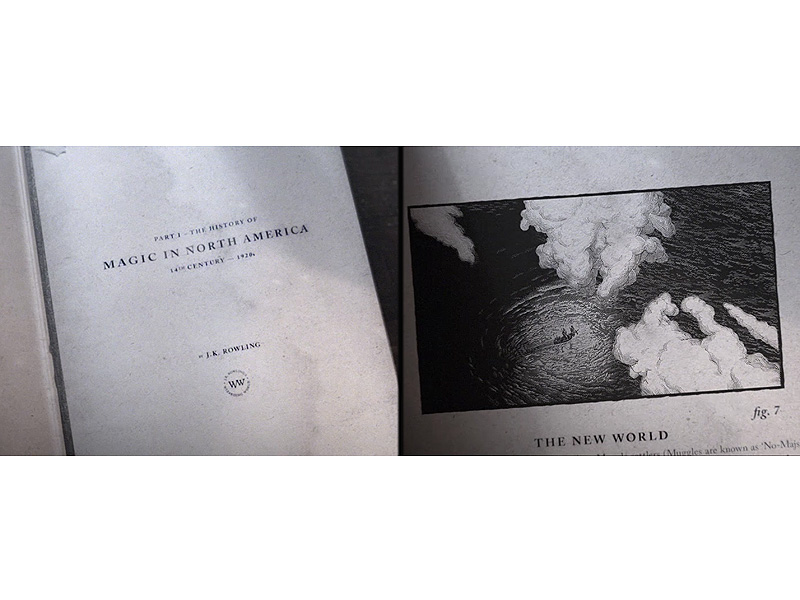 PART I - THE HISTORY OF
MAGIC IN NORTH AMERICA
14TH CENTURY — 1920s
BY J.K. ROWLING
WW
fig. 7
THE NEW WORLD
settlers (Muggles are known as ‘No-Majs